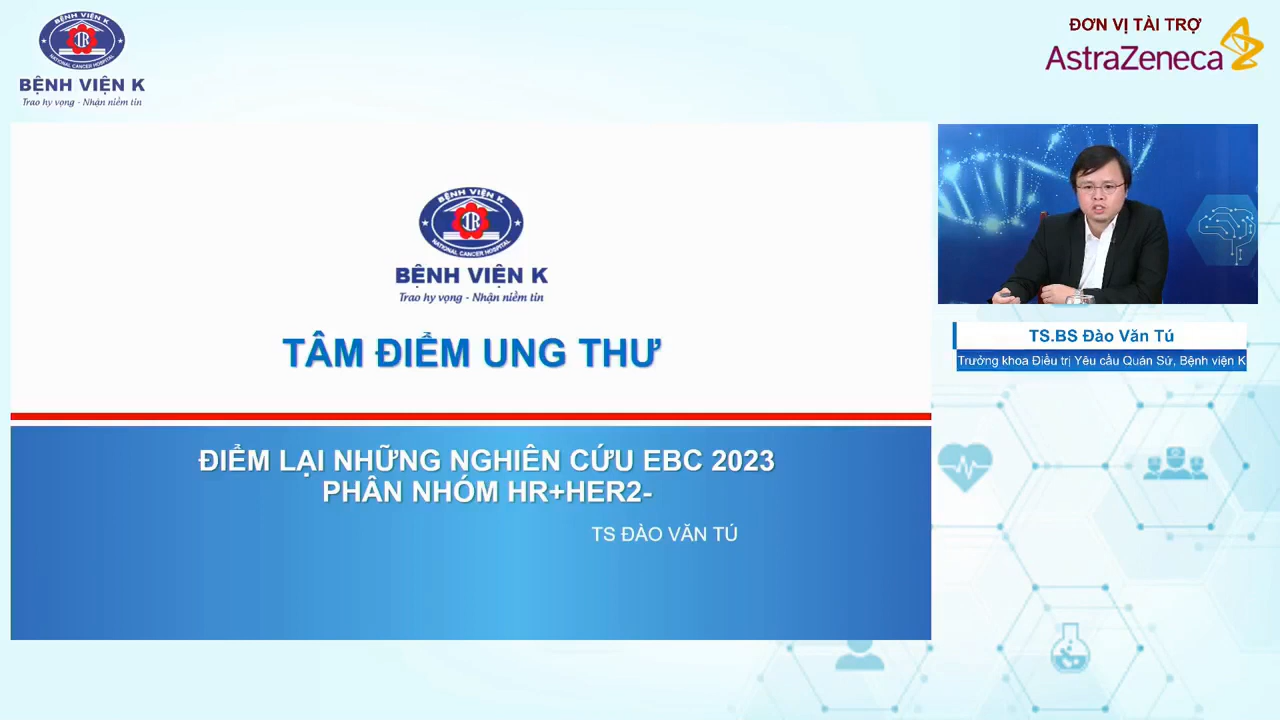 BỆNH VIỆN K
Trao hy vọng - Nhận niềm tin
ĐƠN VỊ TÀI TRỢ
AstraZeneca
BỆNH VIỆN K
NATIONAL CANCER HOSPITAL
BỆNH VIỆN K
Trao hy vọng - Nhận niềm tin
TÂM ĐIỂM UNG THƯ
ĐIỂM LẠI NHỮNG NGHIÊN CỨU EBC 2023
PHÂN NHÓM HR+HER2-
TS ĐÀO VĂN TÚ
TS.BS Đào Văn Tú
Trưởng khoa Điều trị Yêu cầu Quán Sứ, Bệnh viện K